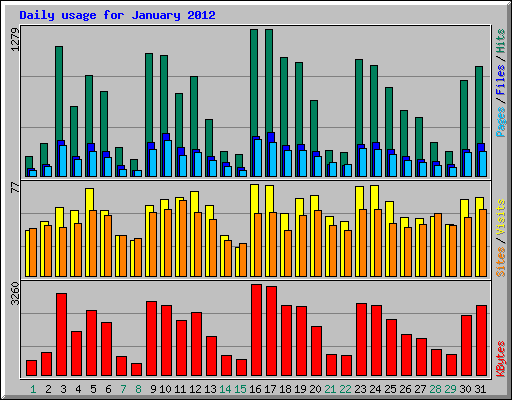 Daily usage for January 2012
1279
Pages / Files / Hits
77
Sites / Visits
3260
KBytes
1 2 3 4 5 6 7 8 9 10 11 12 13 14 15 16 17 18 19 20 21 22 23 24 25 26 27 28 29 30 31